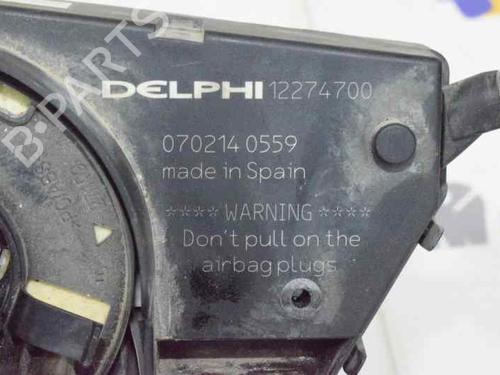 B-PARTS
DELPHI 12274700
070214 0559
made in Spain
**** WARNING ****
Don't pull on the
airbag plugs